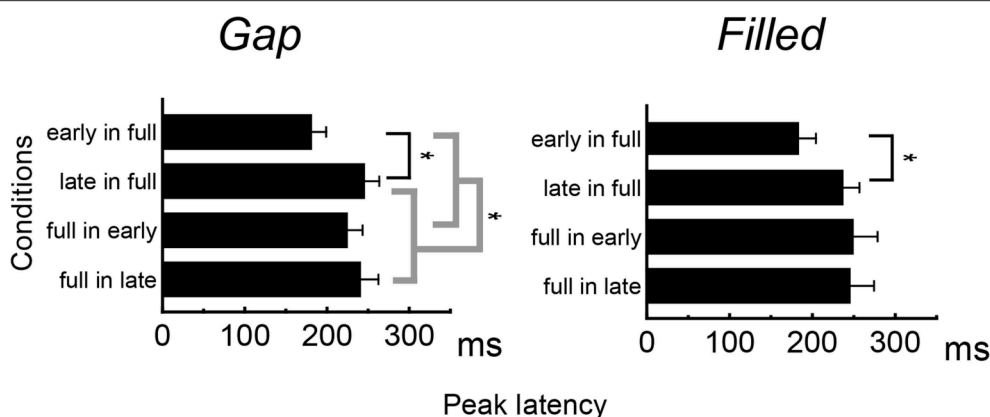 Gap
Filled
Conditions
early in full
late in full
full in early
full in late
*
*
0 100 200 300 ms
early in full
late in full
full in early
full in late
*
0 100 200 300 ms
Peak latency